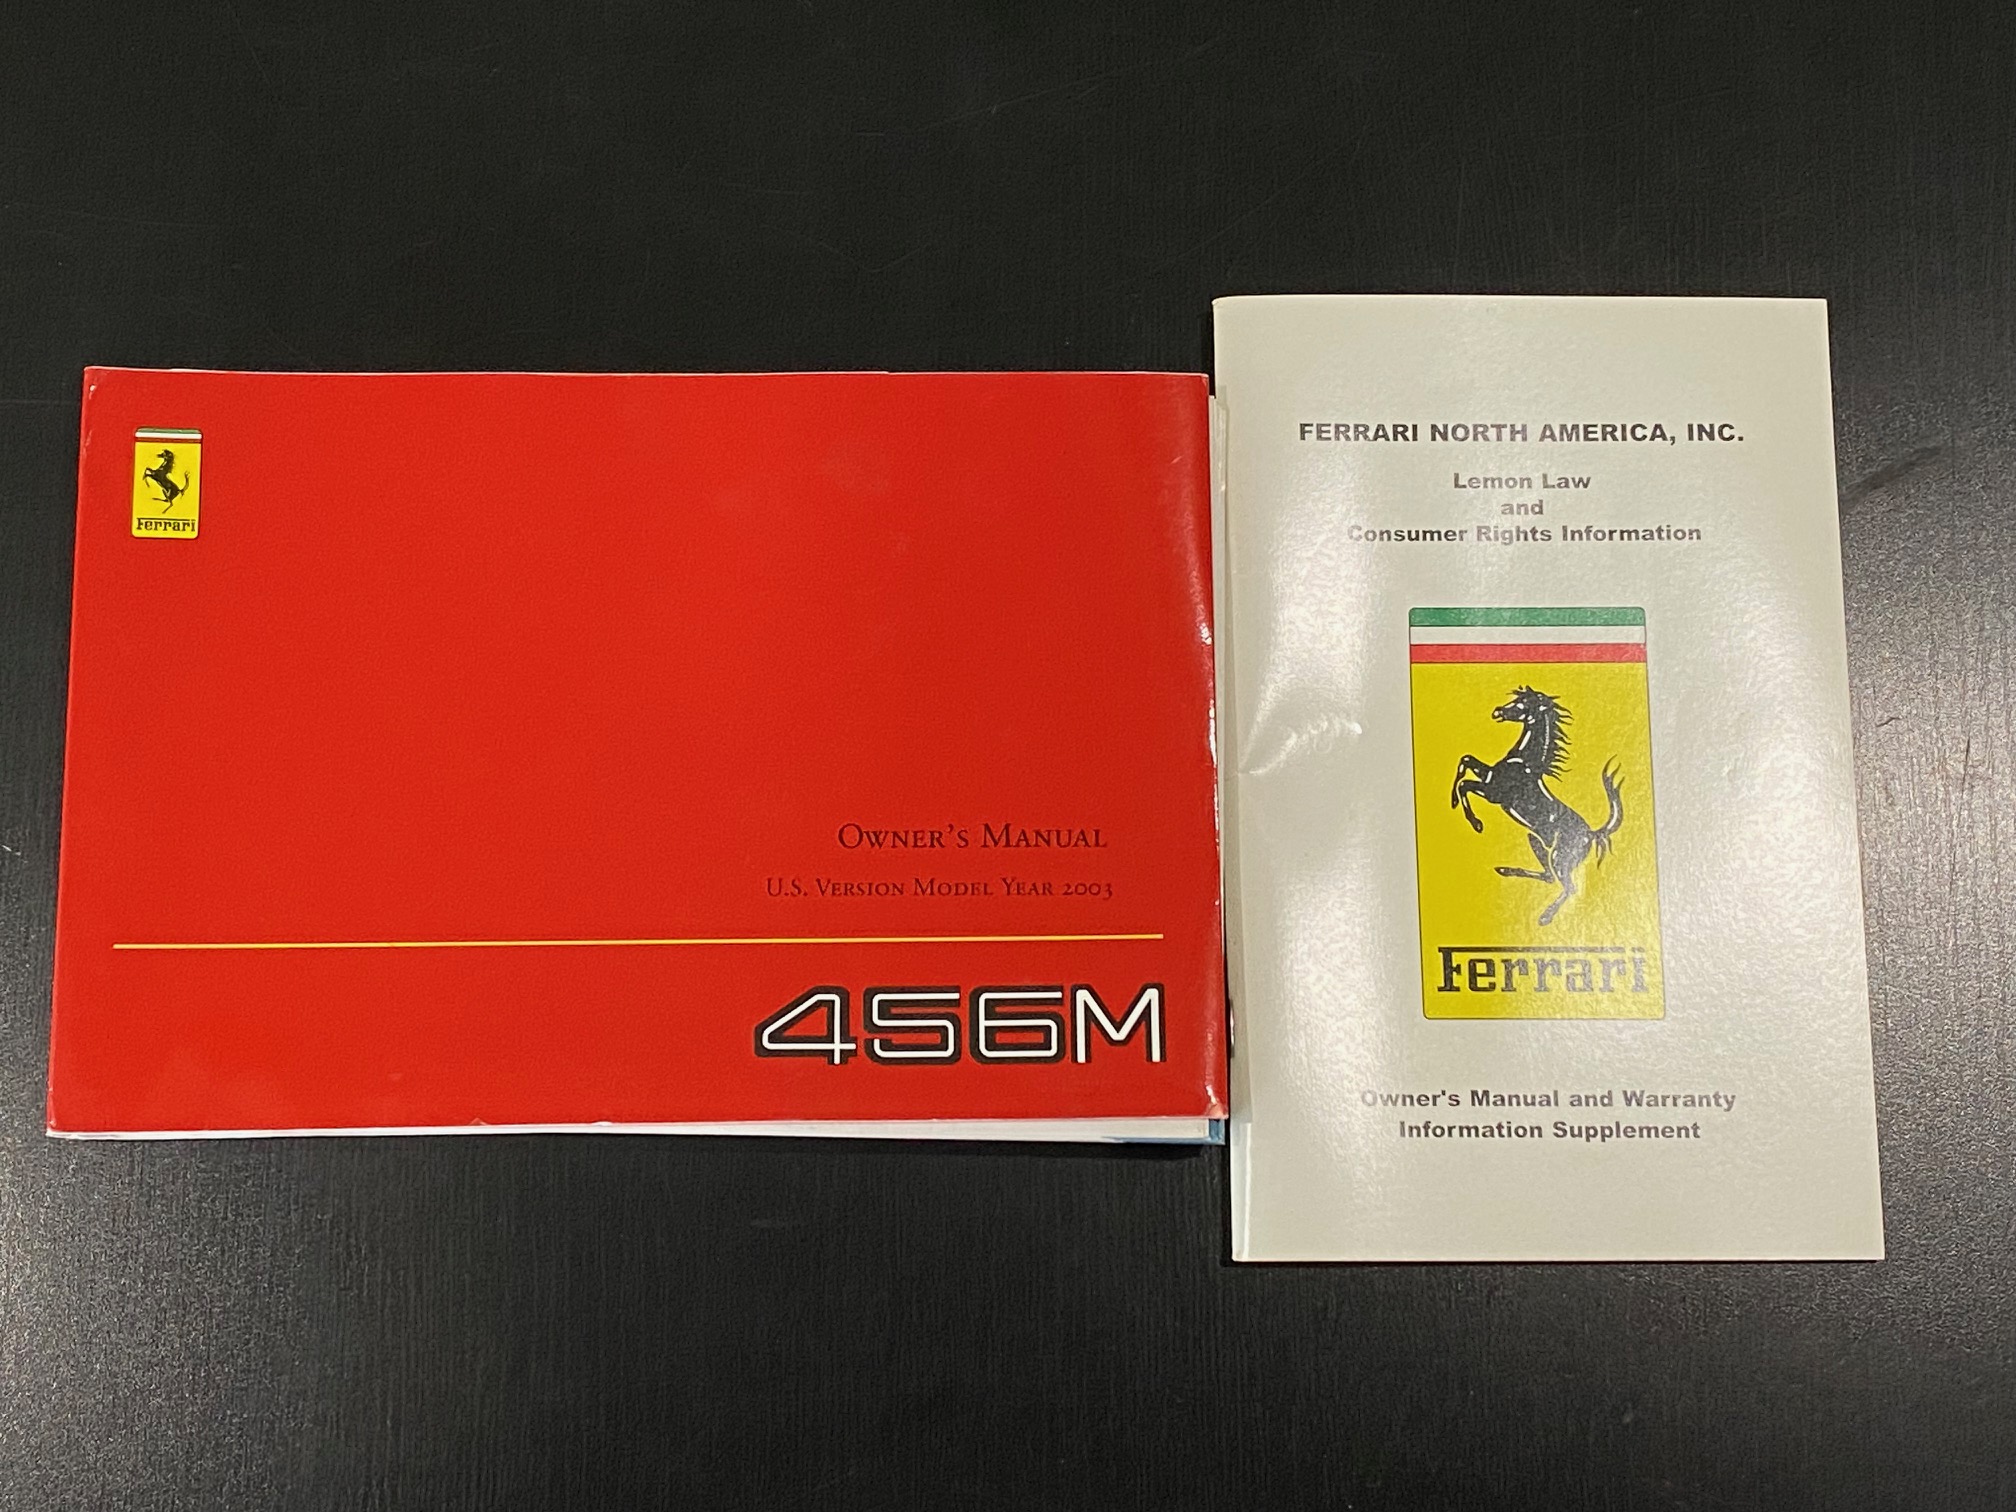 Ferrari
OWNER'S MANUAL
U.S. VERSION MODEL YEAR 2003
456M
FERRARI NORTH AMERICA, INC.
Lemon Law
and
Consumer Rights Information
Ferrari
Owner's Manual and Warranty
Information Supplement